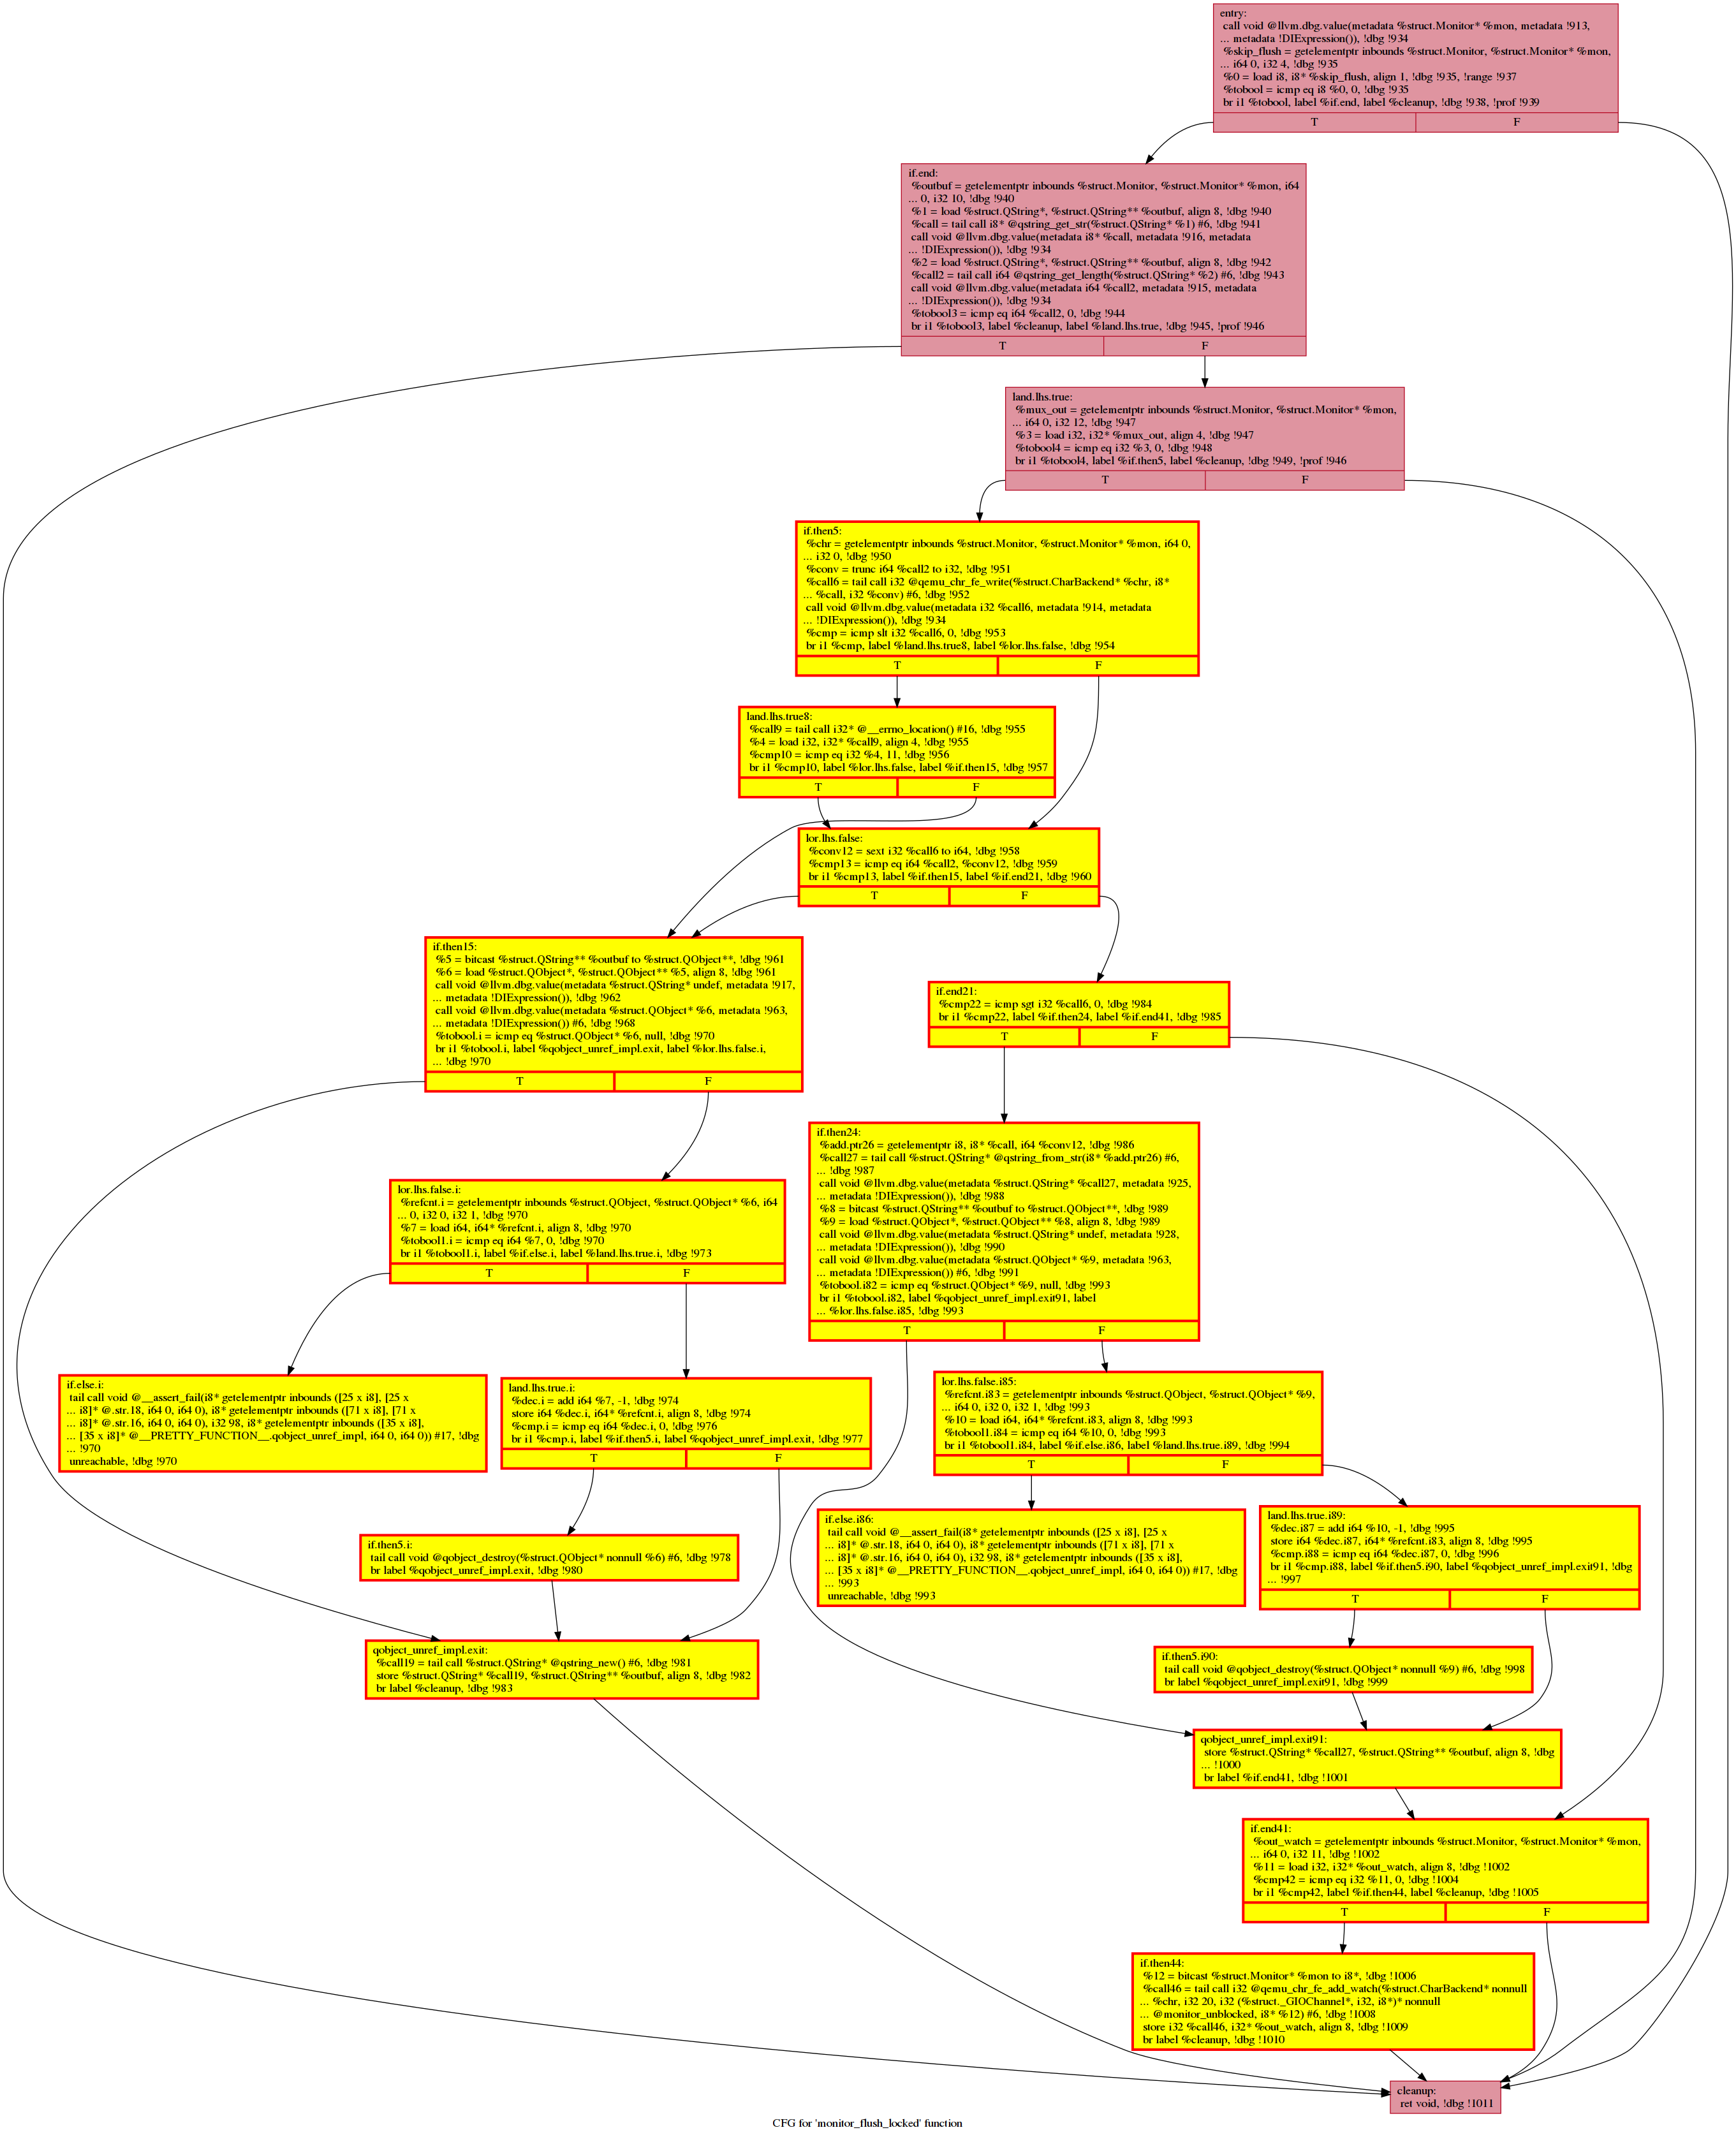 entry:
call void @llvm.dbg.value(metadata %struct.Monitor* %mon, metadata !913,
... metadata !DIExpression()), !dbg !934
%skip_flush = getelementptr inbounds %struct.Monitor, %struct.Monitor* %mon,
... i64 0, i32 4, !dbg !935
%0 = load i8, i8* %skip_flush, align 1, !dbg !935, !range !937
%tobool = icmp eq i8 %0, 0, !dbg !935
br i1 %tobool, label %if.end, label %cleanup, !dbg !938, !prof !939
T F
if.end:
%outbuf = getelementptr inbounds %struct.Monitor, %struct.Monitor* %mon, i64
... 0, i32 10, !dbg !940
%1 = load %struct.QString*, %struct.QString** %outbuf, align 8, !dbg !940
%call = tail call i8* @qstring_get_str(%struct.QString* %1) #6, !dbg !941
call void @llvm.dbg.value(metadata i8* %call, metadata !916, metadata
... !DIExpression()), !dbg !934
%2 = load %struct.QString*, %struct.QString** %outbuf, align 8, !dbg !942
%call2 = tail call i64 @qstring_get_length(%struct.QString* %2) #6, !dbg !943
call void @llvm.dbg.value(metadata i64 %call2, metadata !915, metadata
... !DIExpression()), !dbg !934
%tobool3 = icmp eq i64 %call2, 0, !dbg !944
br i1 %tobool3, label %cleanup, label %land.lhs.true, !dbg !945, !prof !946
T F
land.lhs.true:
%mux_out = getelementptr inbounds %struct.Monitor, %struct.Monitor* %mon,
... i64 0, i32 12, !dbg !947
%3 = load i32, i32* %mux_out, align 4, !dbg !947
%tobool4 = icmp eq i32 %3, 0, !dbg !948
br i1 %tobool4, label %if.then5, label %cleanup, !dbg !949, !prof !946
T F
if.then5:
%chr = getelementptr inbounds %struct.Monitor, %struct.Monitor* %mon, i64 0,
... i32 0, !dbg !950
%conv = trunc i64 %call2 to i32, !dbg !951
%call6 = tail call i32 @qemu_chr_fe_write(%struct.CharBackend* %chr, i8*
... %call, i32 %conv) #6, !dbg !952
call void @llvm.dbg.value(metadata i32 %call6, metadata !914, metadata
... !DIExpression()), !dbg !934
%cmp = icmp slt i32 %call6, 0, !dbg !953
br i1 %cmp, label %land.lhs.true8, label %lor.lhs.false, !dbg !954
T F
land.lhs.true8:
%call9 = tail call i32* @__errno_location() #16, !dbg !955
%4 = load i32, i32* %call9, align 4, !dbg !955
%cmp10 = icmp eq i32 %4, 11, !dbg !956
br i1 %cmp10, label %lor.lhs.false, label %if.then15, !dbg !957
T F
lor.lhs.false:
%conv12 = sext i32 %call6 to i64, !dbg !958
%cmp13 = icmp eq i64 %call2, %conv12, !dbg !959
br i1 %cmp13, label %if.then15, label %if.end21, !dbg !960
T F
if.then15:
%5 = bitcast %struct.QString** %outbuf to %struct.QObject**, !dbg !961
%6 = load %struct.QObject*, %struct.QObject** %5, align 8, !dbg !961
call void @llvm.dbg.value(metadata %struct.QString* undef, metadata !917,
... metadata !DIExpression()), !dbg !962
call void @llvm.dbg.value(metadata %struct.QObject* %6, metadata !963,
... metadata !DIExpression()) #6, !dbg !968
%tobool.i = icmp eq %struct.QObject* %6, null, !dbg !970
br i1 %tobool.i, label %qobject_unref_impl.exit, label %lor.lhs.false.i,
... !dbg !970
T F
if.end21:
%cmp22 = icmp sgt i32 %call6, 0, !dbg !984
br i1 %cmp22, label %if.then24, label %if.end41, !dbg !985
T F
if.then24:
%add.ptr26 = getelementptr i8, i8* %call, i64 %conv12, !dbg !986
%call27 = tail call %struct.QString* @qstring_from_str(i8* %add.ptr26) #6,
... !dbg !987
call void @llvm.dbg.value(metadata %struct.QString* %call27, metadata !925,
... metadata !DIExpression()), !dbg !988
%8 = bitcast %struct.QString** %outbuf to %struct.QObject**, !dbg !989
%9 = load %struct.QObject*, %struct.QObject** %8, align 8, !dbg !989
call void @llvm.dbg.value(metadata %struct.QString* undef, metadata !928,
... metadata !DIExpression()), !dbg !990
call void @llvm.dbg.value(metadata %struct.QObject* %9, metadata !963,
... metadata !DIExpression()) #6, !dbg !991
%tobool.i82 = icmp eq %struct.QObject* %9, null, !dbg !993
br i1 %tobool.i82, label %qobject_unref_impl.exit91, label
... %lor.lhs.false.i85, !dbg !993
T F
lor.lhs.false.i:
%refcnt.i = getelementptr inbounds %struct.QObject, %struct.QObject* %6, i64
... 0, i32 0, i32 1, !dbg !970
%7 = load i64, i64* %refcnt.i, align 8, !dbg !970
%tobool1.i = icmp eq i64 %7, 0, !dbg !970
br i1 %tobool1.i, label %if.else.i, label %land.lhs.true.i, !dbg !973
T F
if.else.i:
tail call void @__assert_fail(i8* getelementptr inbounds ([25 x i8], [25 x
... i8]* @.str.18, i64 0, i64 0), i8* getelementptr inbounds ([71 x i8], [71 x
... i8]* @.str.16, i64 0, i64 0), i32 98, i8* getelementptr inbounds ([35 x i8],
... [35 x i8]* @__PRETTY_FUNCTION__.qobject_unref_impl, i64 0, i64 0)) #17, !dbg
... !970
unreachable, !dbg !970
land.lhs.true.i:
%dec.i = add i64 %7, -1, !dbg !974
store i64 %dec.i, i64* %refcnt.i, align 8, !dbg !974
%cmp.i = icmp eq i64 %dec.i, 0, !dbg !976
br i1 %cmp.i, label %if.then5.i, label %qobject_unref_impl.exit, !dbg !977
T F
lor.lhs.false.i85:
%refcnt.i83 = getelementptr inbounds %struct.QObject, %struct.QObject* %9,
... i64 0, i32 0, i32 1, !dbg !993
%10 = load i64, i64* %refcnt.i83, align 8, !dbg !993
%tobool1.i84 = icmp eq i64 %10, 0, !dbg !993
br i1 %tobool1.i84, label %if.else.i86, label %land.lhs.true.i89, !dbg !994
T F
if.else.i86:
tail call void @__assert_fail(i8* getelementptr inbounds ([25 x i8], [25 x
... i8]* @.str.18, i64 0, i64 0), i8* getelementptr inbounds ([71 x i8], [71 x
... i8]* @.str.16, i64 0, i64 0), i32 98, i8* getelementptr inbounds ([35 x i8],
... [35 x i8]* @__PRETTY_FUNCTION__.qobject_unref_impl, i64 0, i64 0)) #17, !dbg
... !993
unreachable, !dbg !993
land.lhs.true.i89:
%dec.i87 = add i64 %10, -1, !dbg !995
store i64 %dec.i87, i64* %refcnt.i83, align 8, !dbg !995
%cmp.i88 = icmp eq i64 %dec.i87, 0, !dbg !996
br i1 %cmp.i88, label %if.then5.i90, label %qobject_unref_impl.exit91, !dbg
... !997
T F
if.then5.i:
tail call void @qobject_destroy(%struct.QObject* nonnull %6) #6, !dbg !978
br label %qobject_unref_impl.exit, !dbg !980
qobject_unref_impl.exit:
%call19 = tail call %struct.QString* @qstring_new() #6, !dbg !981
store %struct.QString* %call19, %struct.QString** %outbuf, align 8, !dbg !982
br label %cleanup, !dbg !983
if.then5.i90:
tail call void @qobject_destroy(%struct.QObject* nonnull %9) #6, !dbg !998
br label %qobject_unref_impl.exit91, !dbg !999
qobject_unref_impl.exit91:
store %struct.QString* %call27, %struct.QString** %outbuf, align 8, !dbg
... !1000
br label %if.end41, !dbg !1001
if.end41:
%out_watch = getelementptr inbounds %struct.Monitor, %struct.Monitor* %mon,
... i64 0, i32 11, !dbg !1002
%11 = load i32, i32* %out_watch, align 8, !dbg !1002
%cmp42 = icmp eq i32 %11, 0, !dbg !1004
br i1 %cmp42, label %if.then44, label %cleanup, !dbg !1005
T F
if.then44:
%12 = bitcast %struct.Monitor* %mon to i8*, !dbg !1006
%call46 = tail call i32 @qemu_chr_fe_add_watch(%struct.CharBackend* nonnull
... %chr, i32 20, i32 (%struct._GIOChannel*, i32, i8*)* nonnull
... @monitor_unblocked, i8* %12) #6, !dbg !1008
store i32 %call46, i32* %out_watch, align 8, !dbg !1009
br label %cleanup, !dbg !1010
cleanup:
ret void, !dbg !1011
CFG for 'monitor_flush_locked' function